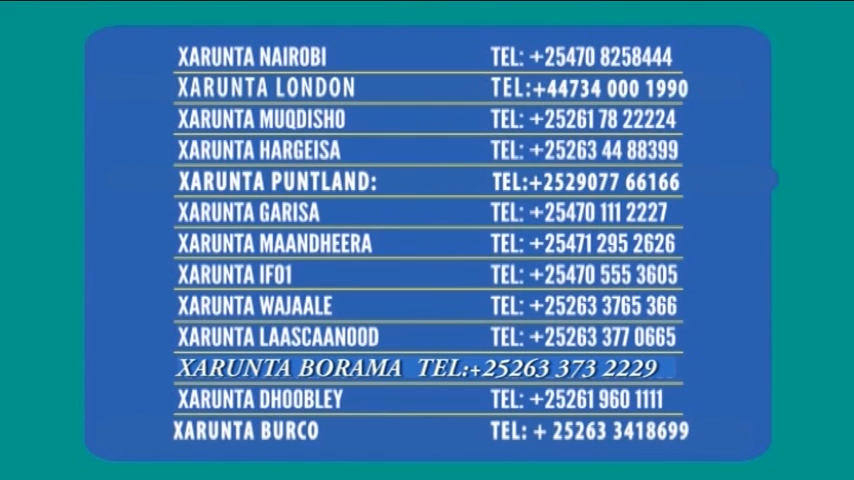 XARUNTA NAIROBI TEL: +25470 8258444
XARUNTA LONDON TEL:+44734 000 1990
XARUNTA MUQDISHO TEL: +25261 78 22224
XARUNTA HARGEISA TEL: +25263 44 88399
XARUNTA PUNTLAND: TEL:+2529077 66166
XARUNTA GARISA TEL: +25470 111 2227
XARUNTA MAANDHEERA TEL: +25471 295 2626
XARUNTA IFO1 TEL: +25470 555 3605
XARUNTA WAJAALE TEL: +25263 3765 366
XARUNTA LAASCAANOOD TEL: +25263 377 0665
XARUNTA BORAMA TEL:+25263 373 2229
XARUNTA DHOOBLEY TEL: +25261 960 1111
XARUNTA BURCO TEL: + 25263 3418699